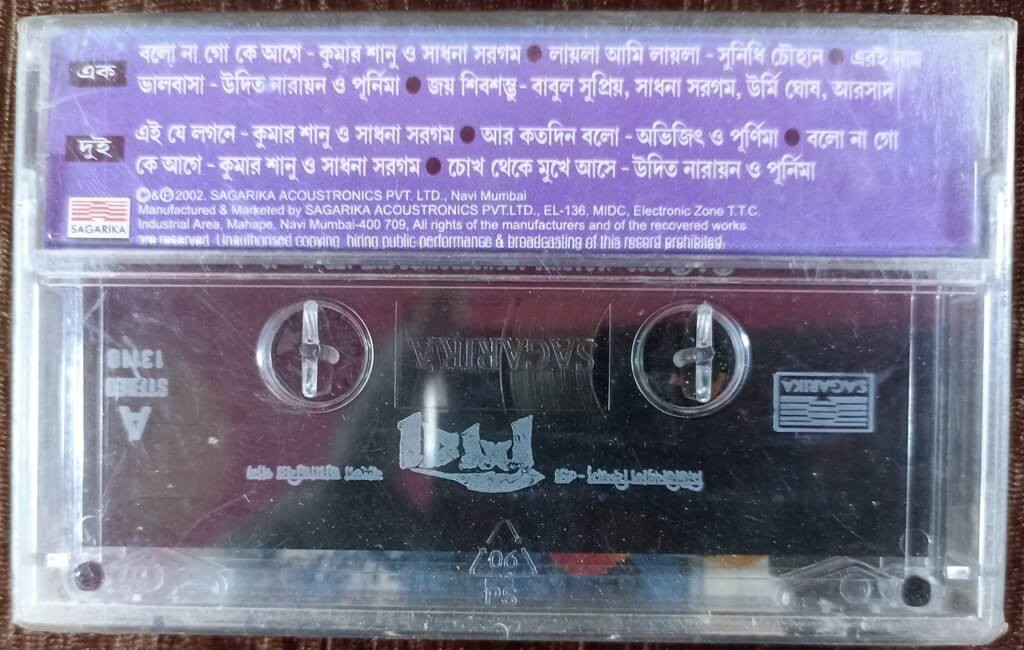 এক
বলো না গো কে আগে - কুমার শানু ও সাধনা সরগম ● লায়লা আমি লায়লা - সুনিধি চৌহান ● এরই নাম
ভালবাসা - উদিত নারায়ন ও পূর্নিমা ● জয় শিবশম্ভু - বাবুল সুপ্রিয়, সাধনা সরগম, উর্মি ঘোষ, আরসাদ
দুই
এই যে লগনে - কুমার শানু ও সাধনা সরগম ● আর কতদিন বলো - অভিজিৎ ও পূর্ণিমা ● বলো না গো
কে আগে - কুমার শানু ও সাধনা সরগম ● চোখ থেকে মুখে আসে - উদিত নারায়ন ও পূর্নিমা
©&℗2002. SAGARIKA ACOUSTRONICS PVT. LTD., Navi Mumbai
Manufactured & Marketed by SAGARIKA ACOUSTRONICS PVT.LTD., EL-136, MIDC, Electronic Zone T.T.C.
Industrial Area, Mahape, Navi Mumbai-400 709, All rights of the manufacturers and of the recovered works
are reserved. Unauthorised copying, hiring public performance & broadcasting of this record prohibited.
SAGARIKA
SAGARIKA
SAGARIKA
STEREO
A
06
PS